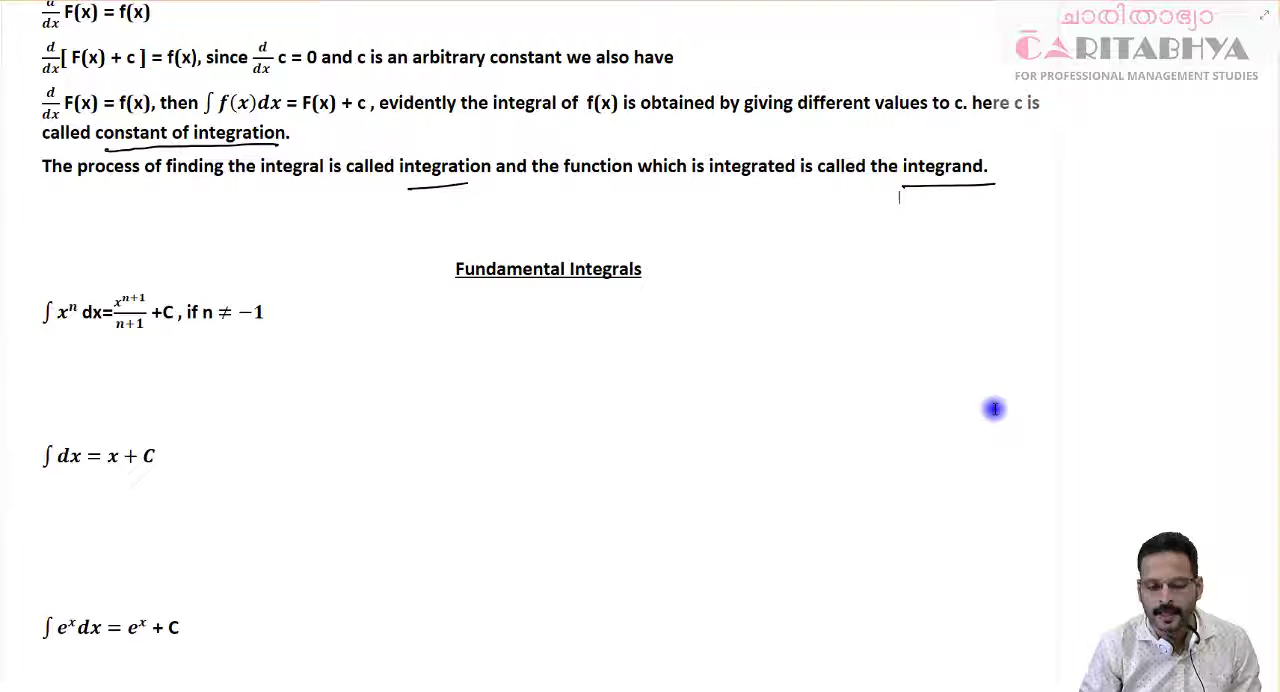 d/dx F(x) = f(x)
d/dx [ F(x) + c ] = f(x), since d/dx c = 0 and c is an arbitrary constant we also have
d/dx F(x) = f(x), then ∫ f(x)dx = F(x) + c , evidently the integral of f(x) is obtained by giving different values to c. here c is
called constant of integration.
The process of finding the integral is called integration and the function which is integrated is called the integrand.
Fundamental Integrals
∫ xⁿ dx= xⁿ⁺¹/n+1 +C , if n ≠ −1
∫ dx = x + C
∫ eˣdx = eˣ + C
ചാരിതാഭ്യാ
CARITABHYA
FOR PROFESSIONAL MANAGEMENT STUDIES